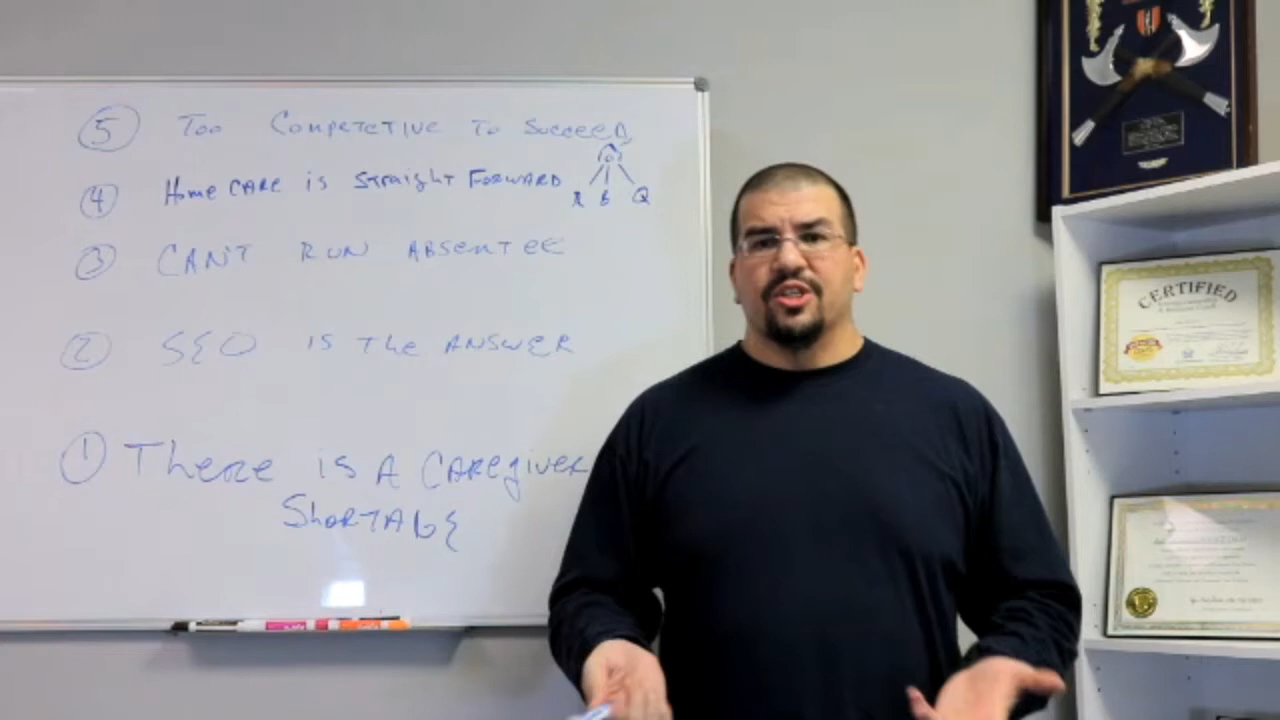 5 Too Competetive To Succeed
4 Home Care is Straight Forward
R B Q
3 Can't Run Absentee
2 SEO is The Answer
1 There is A Caregiver
Shortage
CERTIFIED